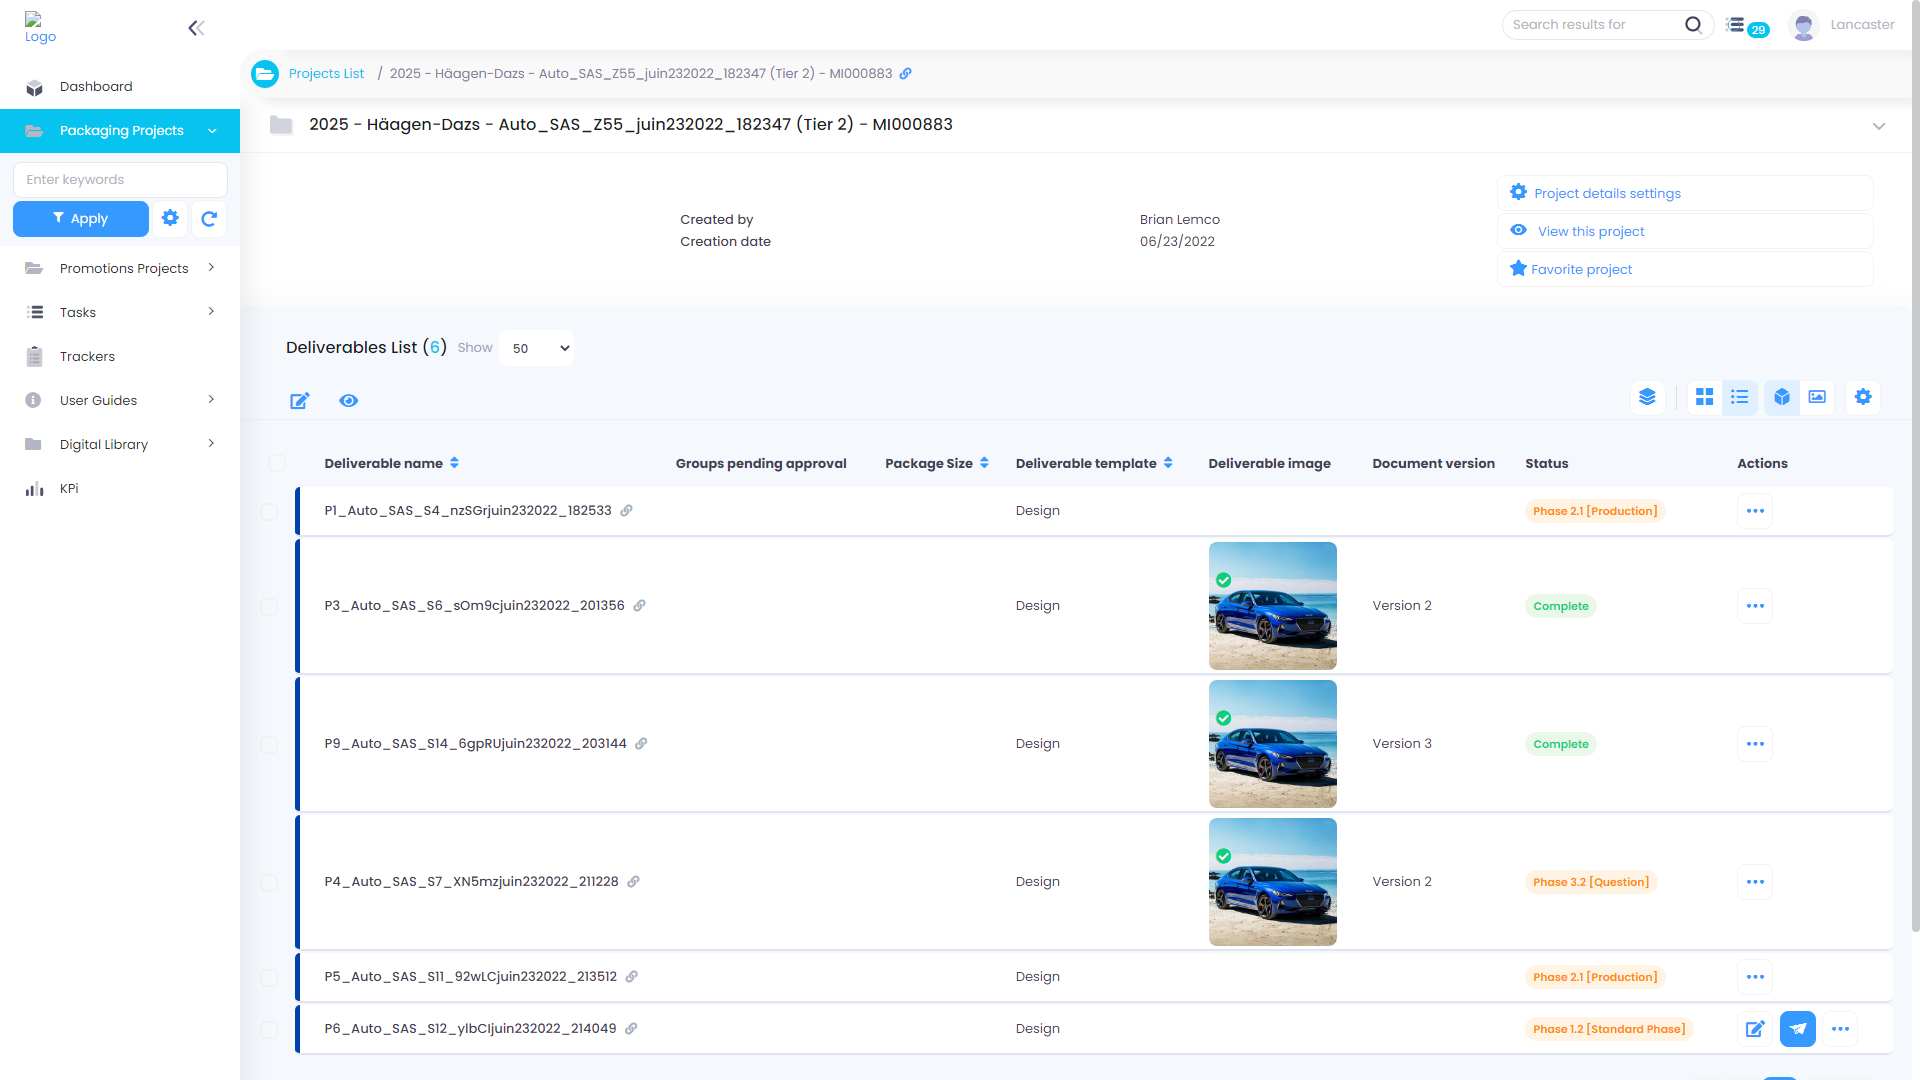 Logo
Search results for
29
Lancaster
Dashboard
Packaging Projects
Enter keywords
Apply
Promotions Projects
Tasks
Trackers
User Guides
Digital Library
KPi
Projects List / 2025 - Häagen-Dazs - Auto_SAS_Z55_juin232022_182347 (Tier 2) - MI000883
2025 - Häagen-Dazs - Auto_SAS_Z55_juin232022_182347 (Tier 2) - MI000883
Created by Brian Lemco
Creation date 06/23/2022
Project details settings
View this project
Favorite project
Deliverables List (6) Show 50
Deliverable name Groups pending approval Package Size Deliverable template Deliverable image Document version Status Actions
P1_Auto_SAS_S4_nzSGrjuin232022_182533 Design Phase 2.1 [Production]
P3_Auto_SAS_S6_sOm9cjuin232022_201356 Design Version 2 Complete
P9_Auto_SAS_S14_6gpRUjuin232022_203144 Design Version 3 Complete
P4_Auto_SAS_S7_XN5mzjuin232022_211228 Design Version 2 Phase 3.2 [Question]
P5_Auto_SAS_S11_92wLCjuin232022_213512 Design Phase 2.1 [Production]
P6_Auto_SAS_S12_ylbCIjuin232022_214049 Design Phase 1.2 [Standard Phase]